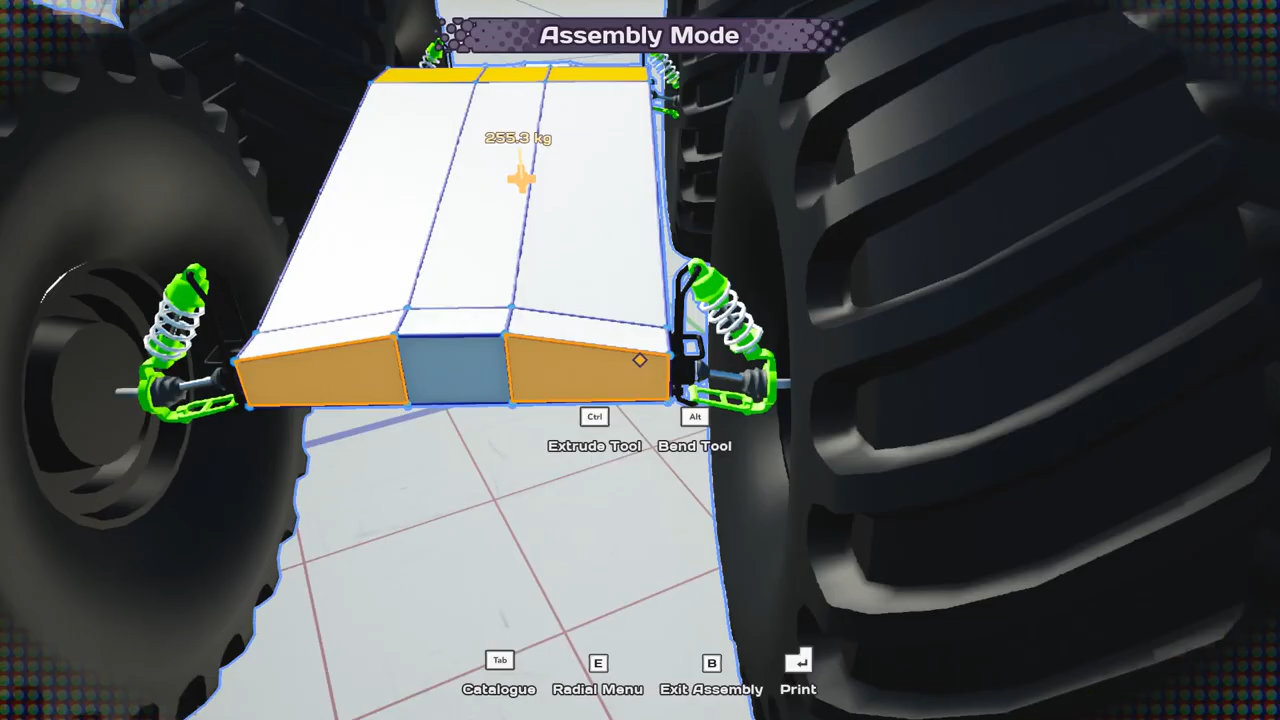 Assembly Mode
255.3 kg
Ctrl Alt
Extrude Tool Bend Tool
Tab E B
Catalogue Radial Menu Exit Assembly Print